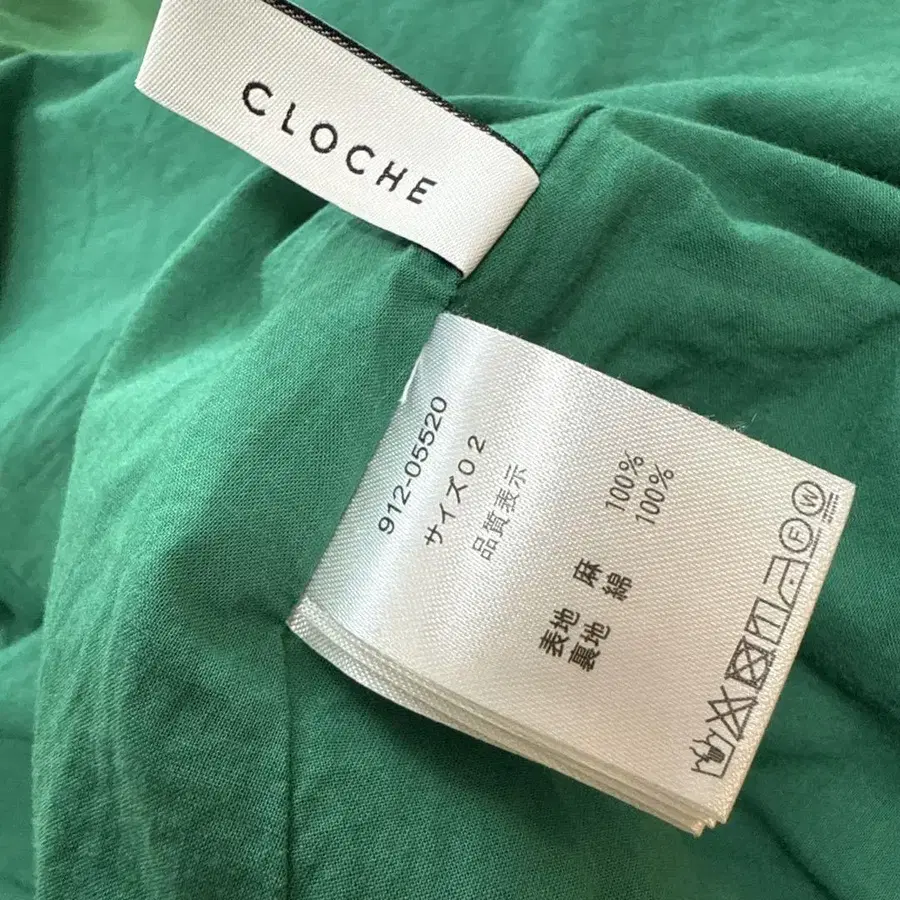 CLOCHE
912-05520
サイズ02
品質表示
表地 麻 100%
裏地 綿 100%
F W